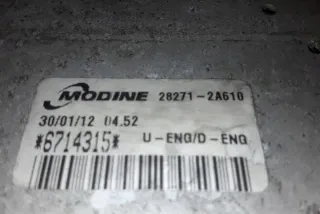 MODINE 28271-2A610
30/01/12 04.52
*6714315* U-ENG/D-ENG